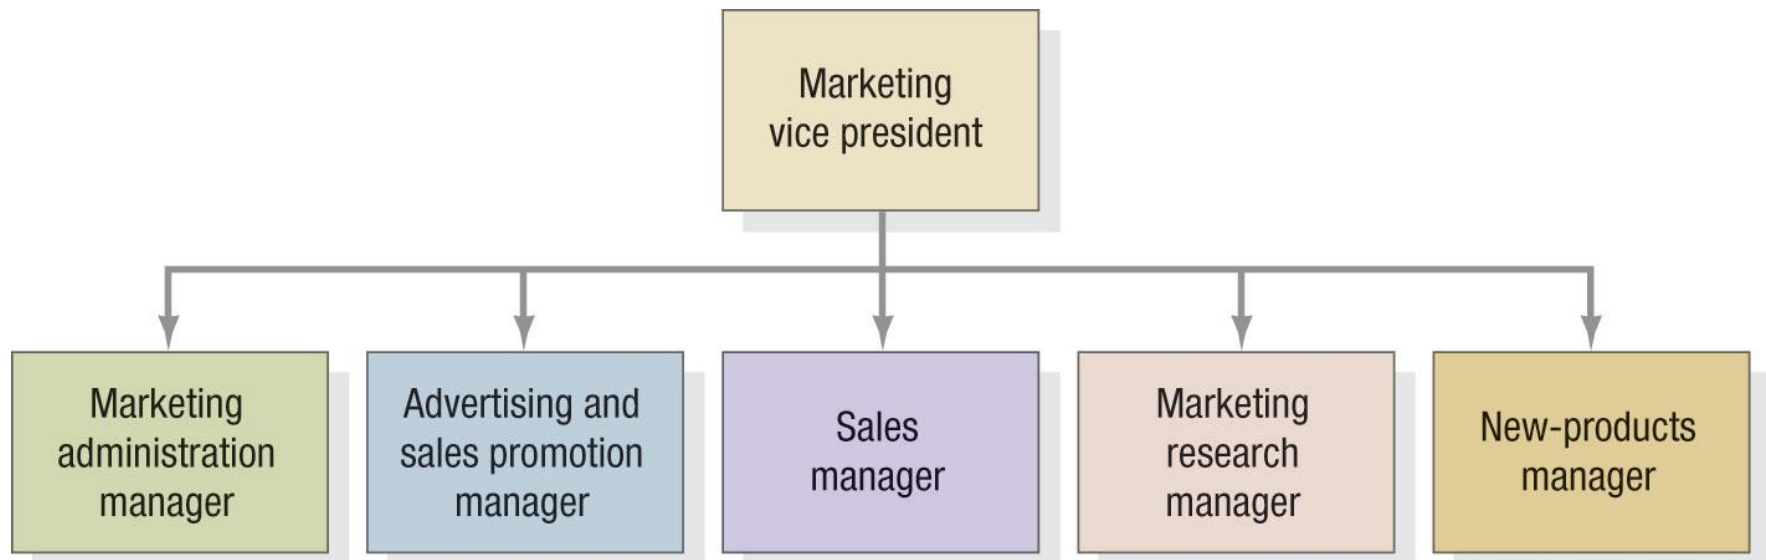 Marketing
vice president
Marketing
administration
manager
Advertising and
sales promotion
manager
Sales
manager
Marketing
research
manager
New-products
manager